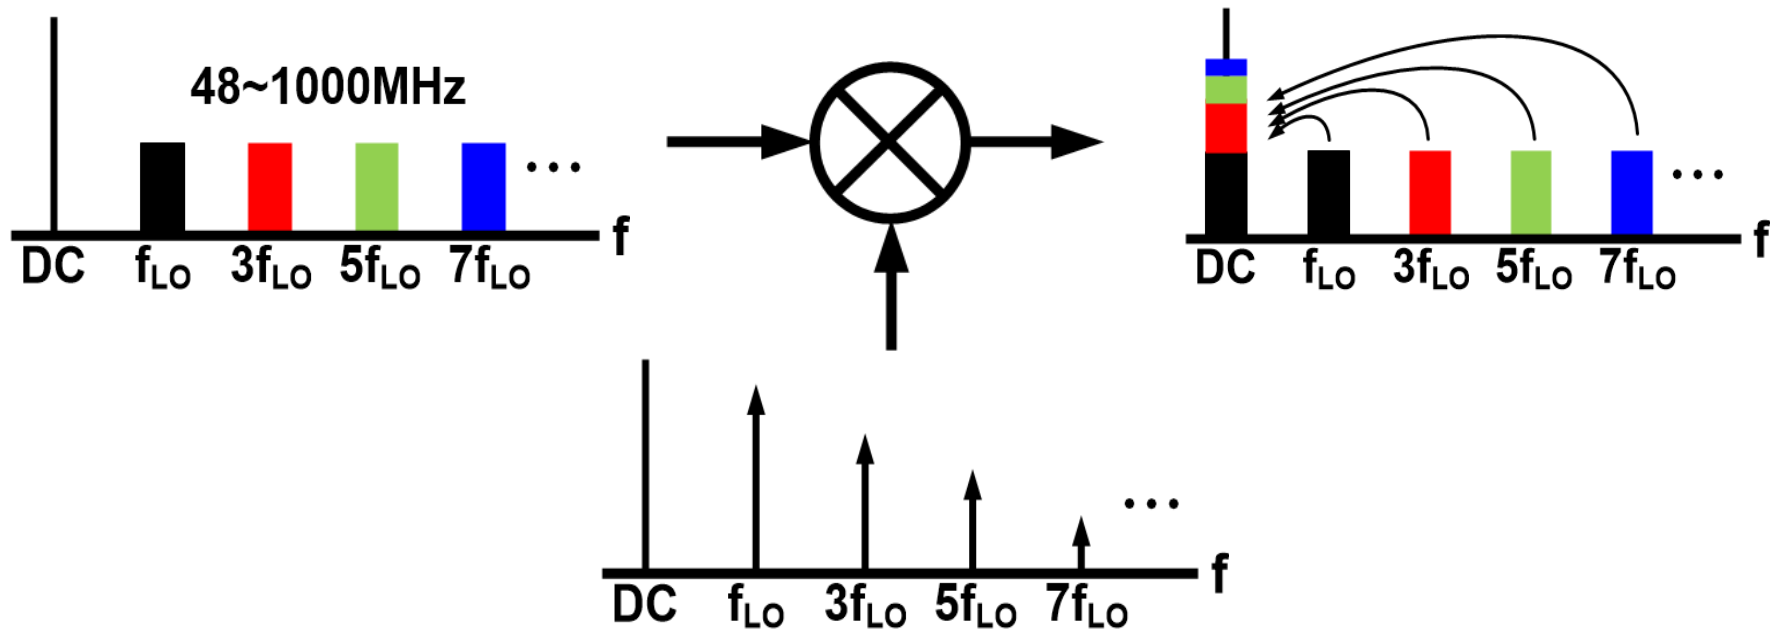 48~1000MHz
... f
DC fLO 3fLO 5fLO 7fLO
... f
DC fLO 3fLO 5fLO 7fLO
... f
DC fLO 3fLO 5fLO 7fLO